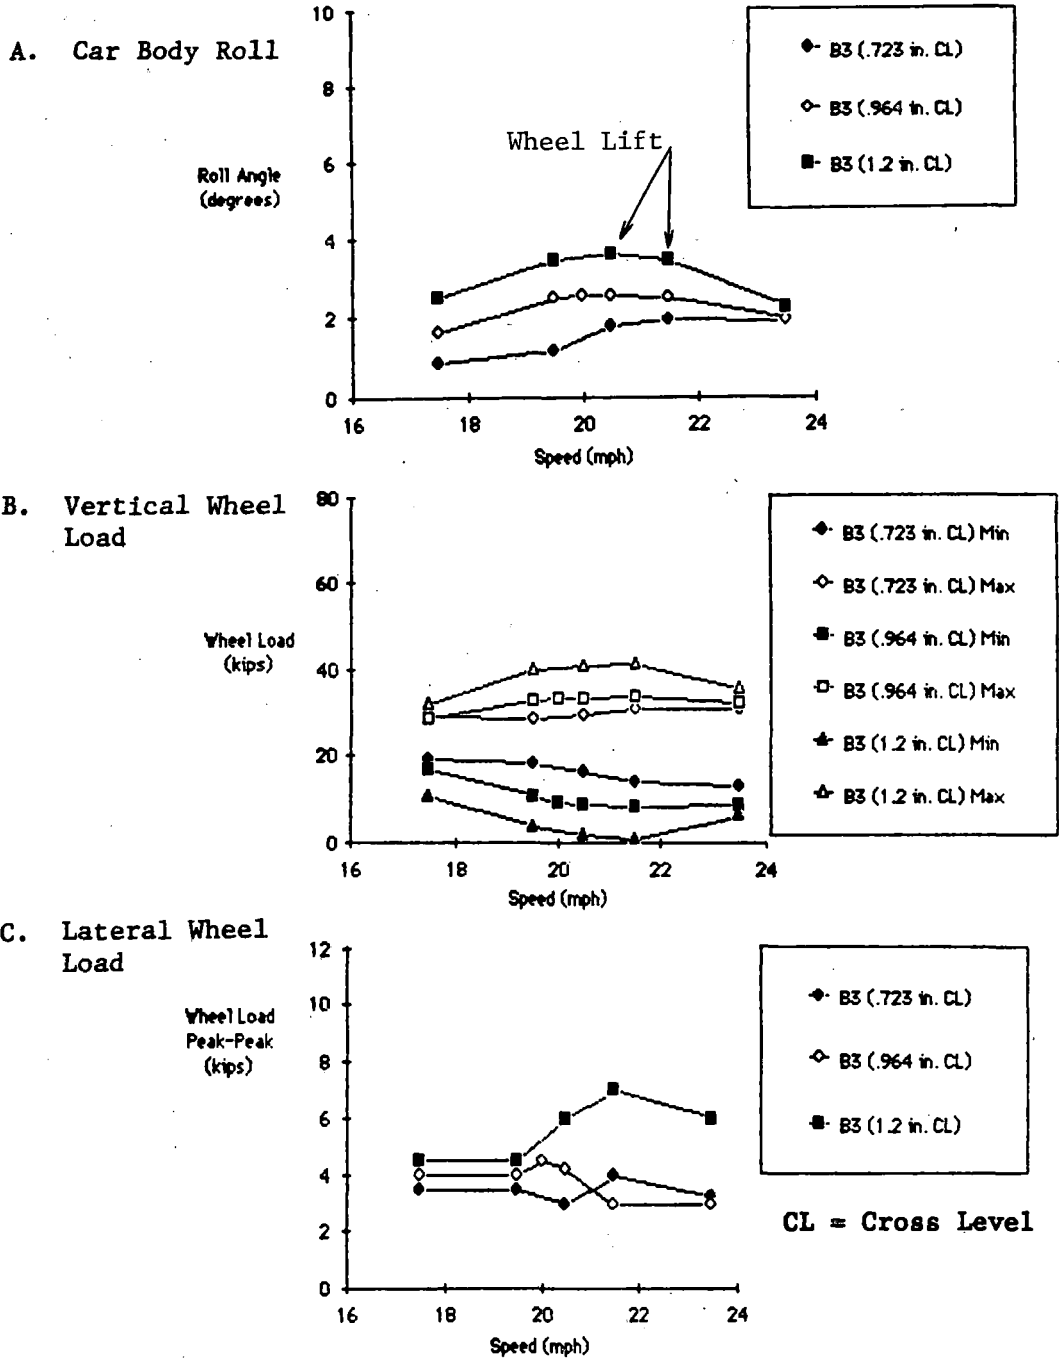 A. Car Body Roll
10
8
6
4
2
0
Roll Angle
(degrees)
Wheel Lift
16 18 20 22 24
Speed (mph)
B3 (.723 in. CL)
B3 (.964 in. CL)
B3 (1.2 in. CL)
B. Vertical Wheel
Load
80
60
40
20
0
Wheel Load
(kips)
16 18 20 22 24
Speed (mph)
B3 (.723 in. CL) Min
B3 (.723 in. CL) Max
B3 (.964 in. CL) Min
B3 (.964 in. CL) Max
B3 (1.2 in. CL) Min
B3 (1.2 in. CL) Max
C. Lateral Wheel
Load
12
10
8
6
4
2
0
Wheel Load
Peak-Peak
(kips)
16 18 20 22 24
Speed (mph)
B3 (.723 in. CL)
B3 (.964 in. CL)
B3 (1.2 in. CL)
CL = Cross Level